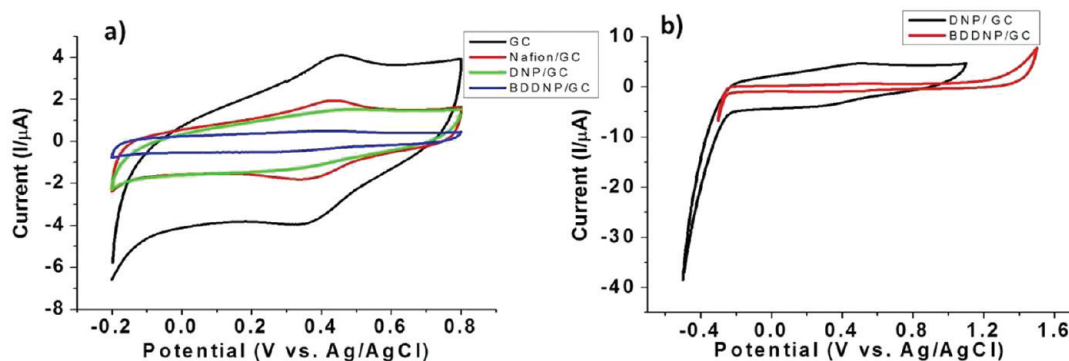 a)
GC
Nafion/GC
DNP/GC
BDDNP/GC
Current (I/µA)
4
2
0
-2
-4
-6
-8
-0.2 0.0 0.2 0.4 0.6 0.8
Potential (V vs. Ag/AgCl)
b)
DNP/GC
BDDNP/GC
Current (I/µA)
10
0
-10
-20
-30
-40
-0.4 0.0 0.4 0.8 1.2 1.6
Potential (V vs. Ag/AgCl)